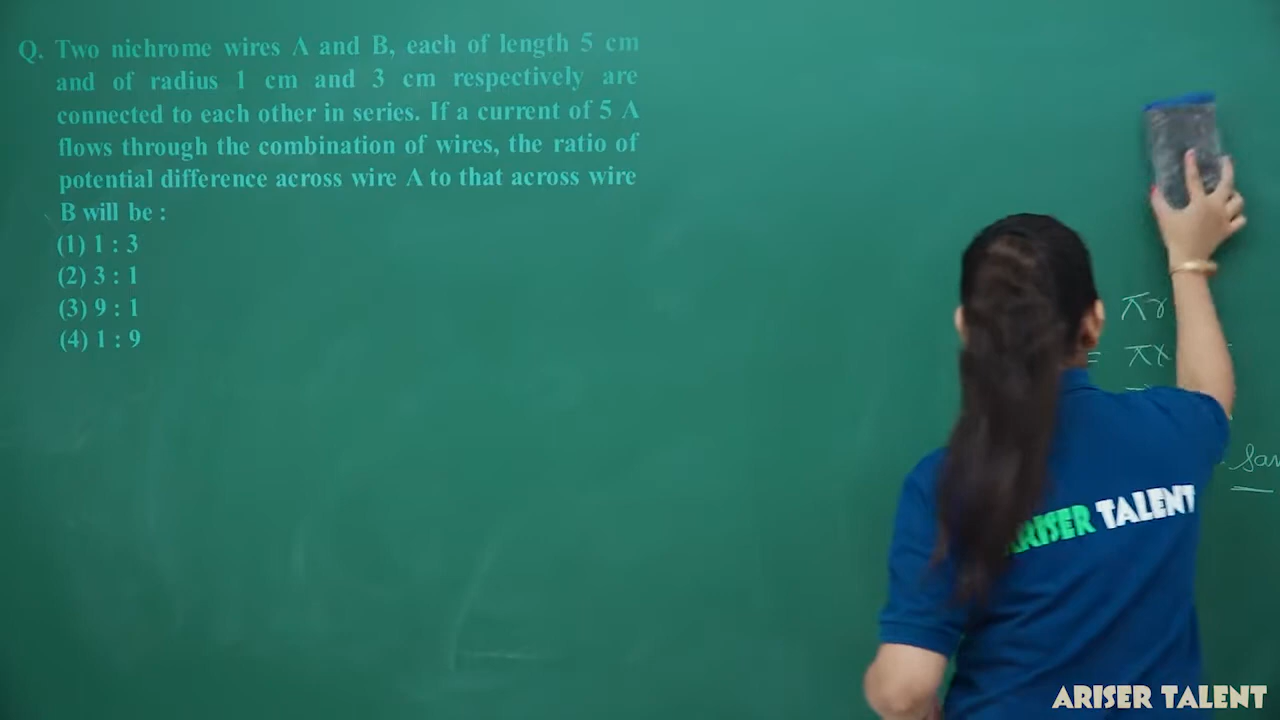 Q. Two nichrome wires A and B, each of length 5 cm
and of radius 1 cm and 3 cm respectively are
connected to each other in series. If a current of 5 A
flows through the combination of wires, the ratio of
potential difference across wire A to that across wire
B will be :
(1) 1 : 3
(2) 3 : 1
(3) 9 : 1
(4) 1 : 9
πr
= π
ARISER TALENT
ARISER TALENT